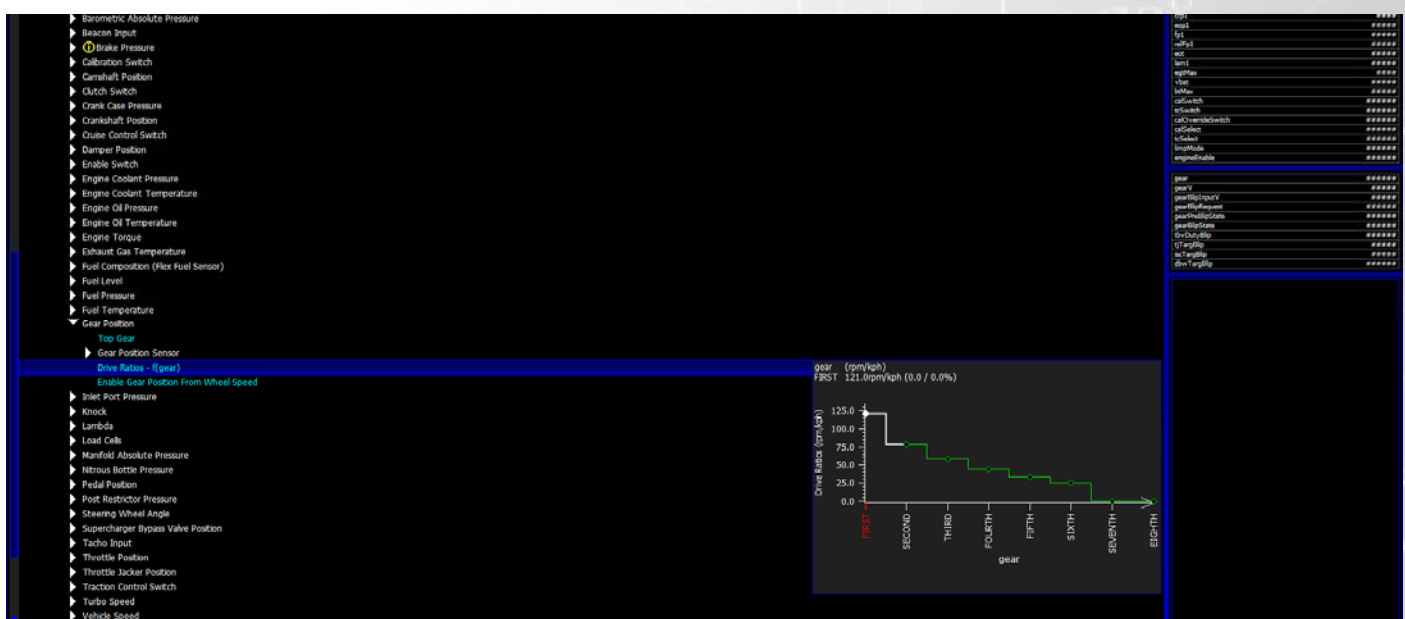 Barometric Absolute Pressure
Beacon Input
Brake Pressure
Calibration Switch
Camshaft Position
Clutch Switch
Crank Case Pressure
Crankshaft Position
Cruise Control Switch
Damper Position
Enable Switch
Engine Coolant Pressure
Engine Coolant Temperature
Engine Oil Pressure
Engine Oil Temperature
Engine Torque
Exhaust Gas Temperature
Fuel Composition (Flex Fuel Sensor)
Fuel Level
Fuel Pressure
Fuel Temperature
Gear Position
Top Gear
Gear Position Sensor
Drive Ratios - f(gear)
Enable Gear Position From Wheel Speed
Inlet Port Pressure
Knock
Lambda
Load Cells
Manifold Absolute Pressure
Nitrous Bottle Pressure
Pedal Position
Post Restrictor Pressure
Steering Wheel Angle
Supercharger Bypass Valve Position
Tacho Input
Throttle Position
Throttle Jacker Position
Traction Control Switch
Turbo Speed
Vehicle Speed
gear (rpm/kph)
FIRST 121.0rpm/kph (0.0 / 0.0%)
Drive Ratios (rpm/kph)
125.0
100.0
75.0
50.0
25.0
0.0
FIRST
SECOND
THIRD
FOURTH
FIFTH
SIXTH
SEVENTH
EIGHTH
gear
crp1 ####
eop1 #####
fp1 #####
relFp1 #####
eot #####
lam1 #####
egtMax ####
vbat #####
calSwitch ######
tcSwitch ######
calOverrideSwitch ######
calSelect ######
tcSelect ######
limpMode ######
engineEnable ######
gear ######
gearV #####
gearBlipInputV ######
gearBlipRequest ######
gearPreBlipState ######
gearBlipState ######
tjTargBlip #####
iscTargBlip ######
dbwTargBlip ######